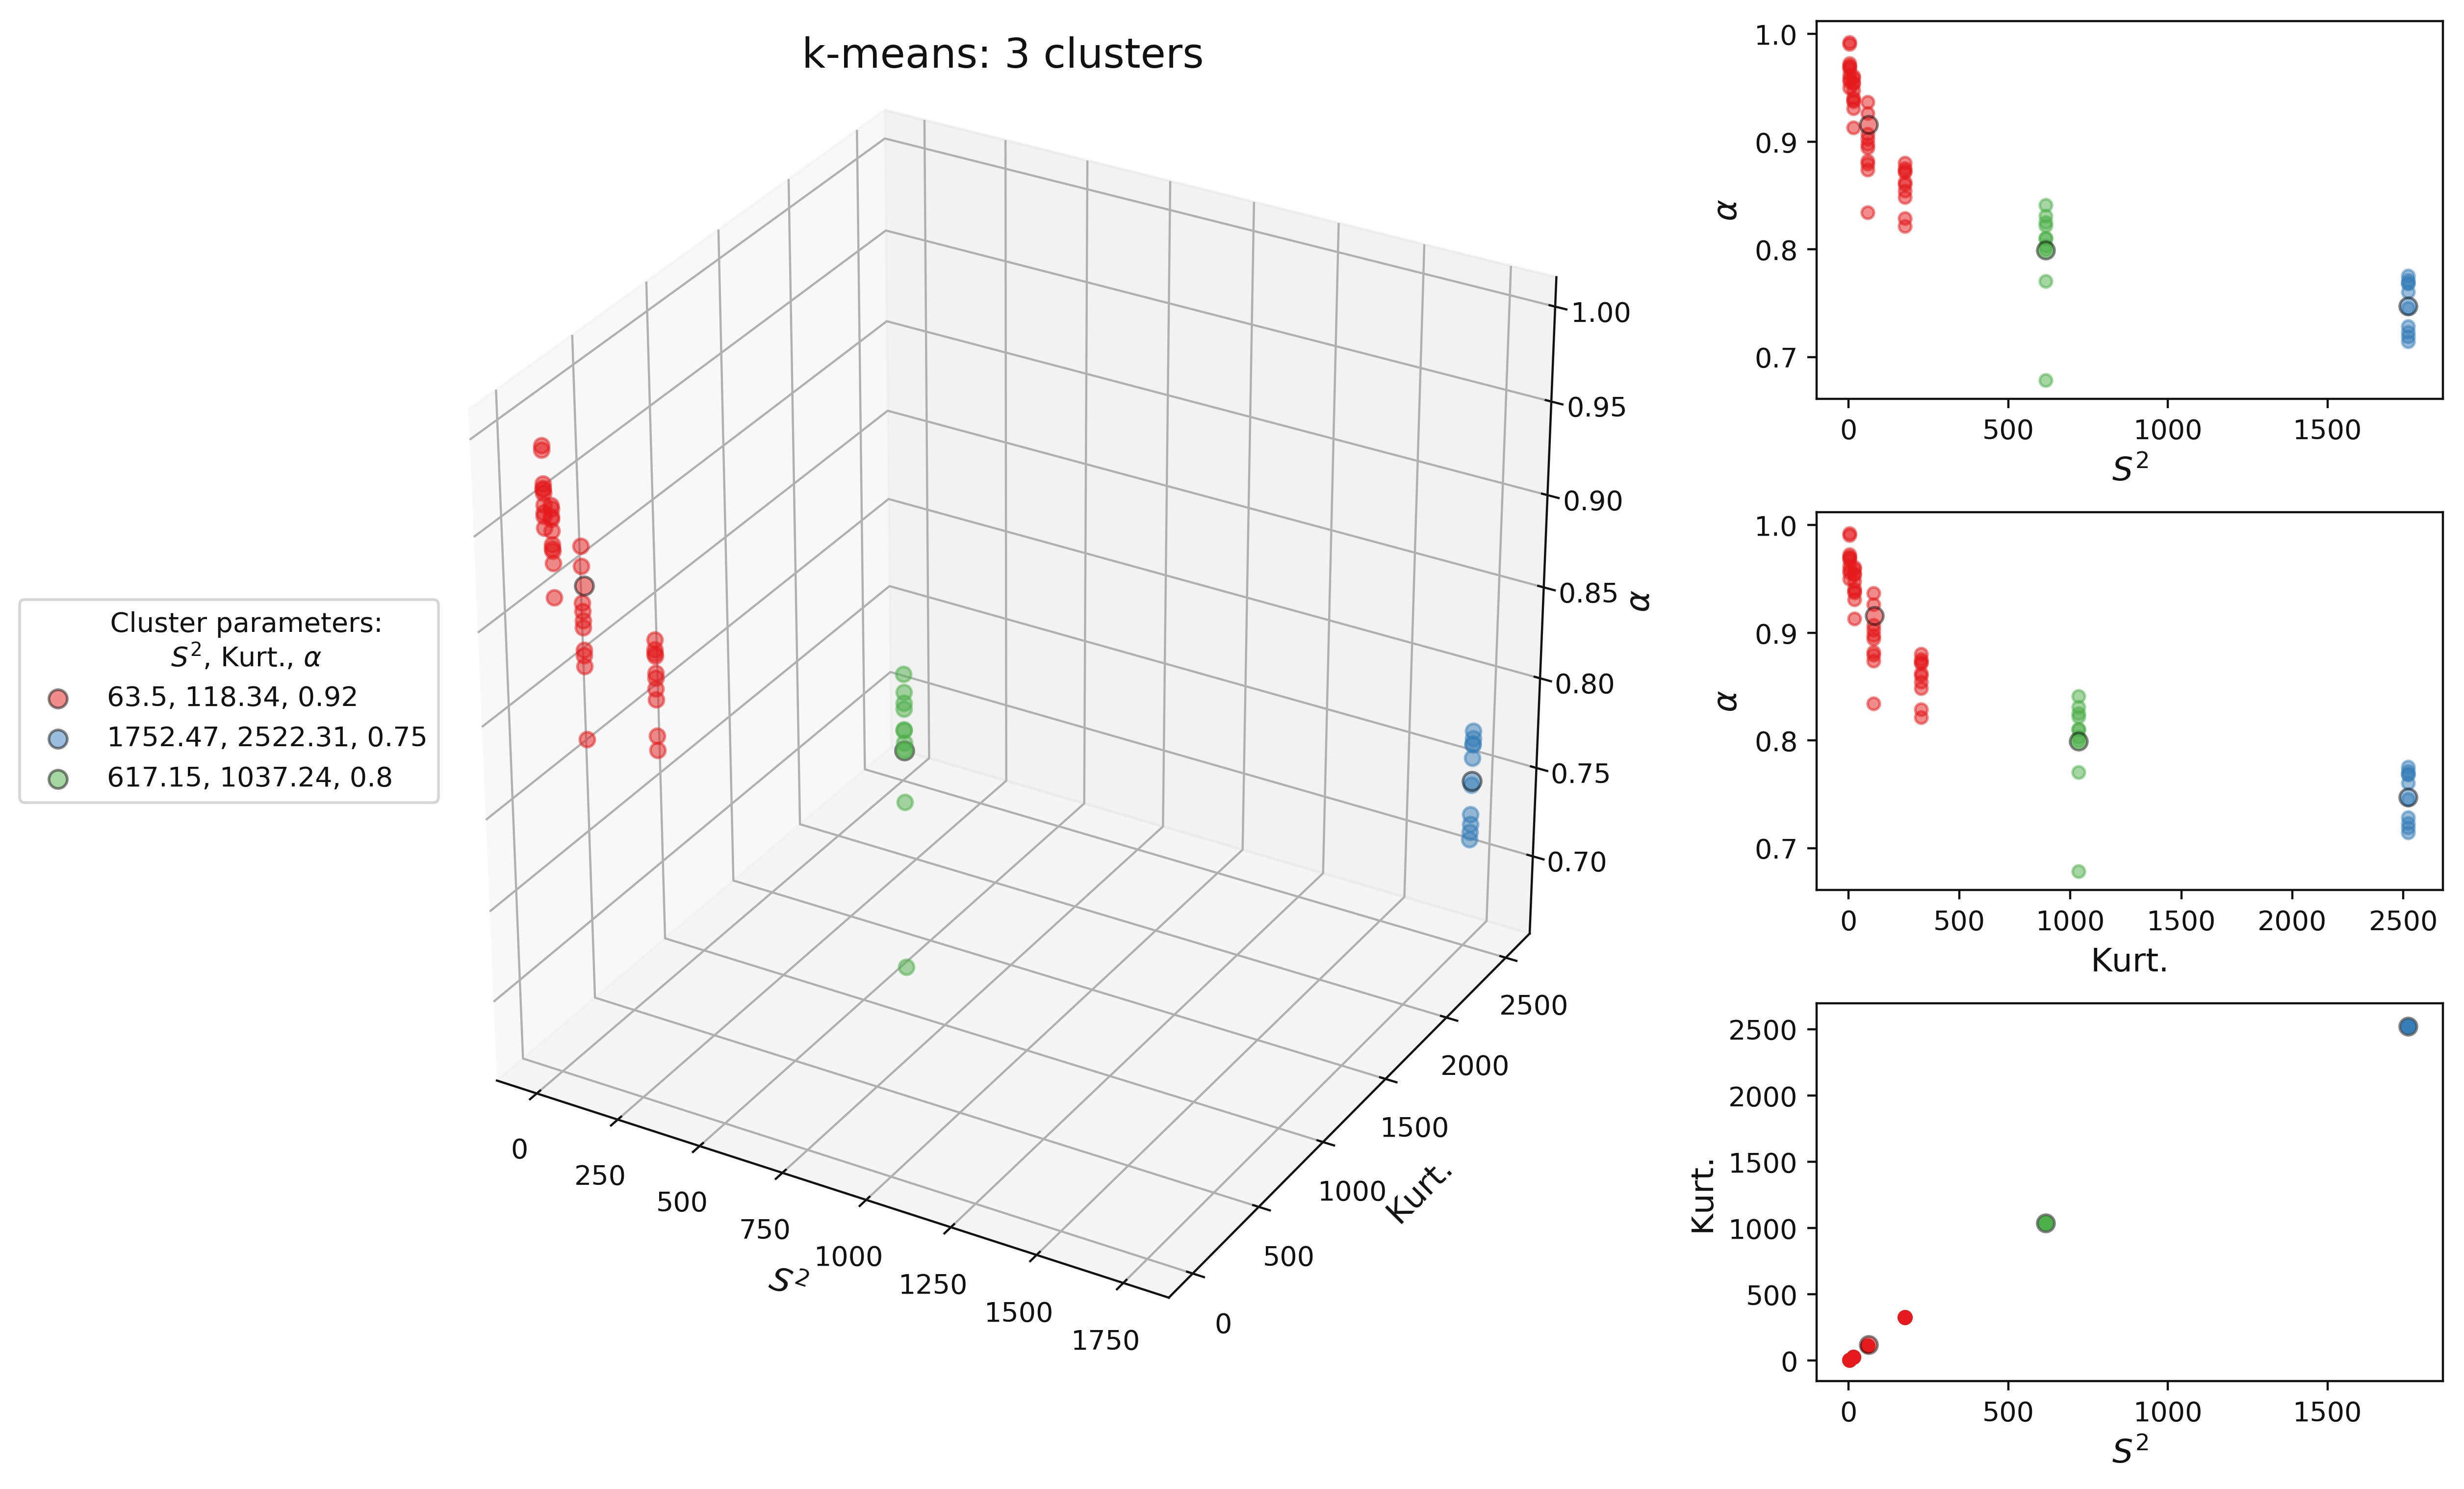 k-means: 3 clusters
Cluster parameters:
S², Kurt., α
63.5, 118.34, 0.92
1752.47, 2522.31, 0.75
617.15, 1037.24, 0.8
1.00
0.95
0.90
0.85
0.80
0.75
0.70
α
0
250
500
750
1000
1250
1500
1750
S²
0
500
1000
1500
2000
2500
Kurt.
1.0
0.9
0.8
0.7
α
0 500 1000 1500
S²
1.0
0.9
0.8
0.7
α
0 500 1000 1500 2000 2500
Kurt.
2500
2000
1500
1000
500
0
Kurt.
0 500 1000 1500
S²